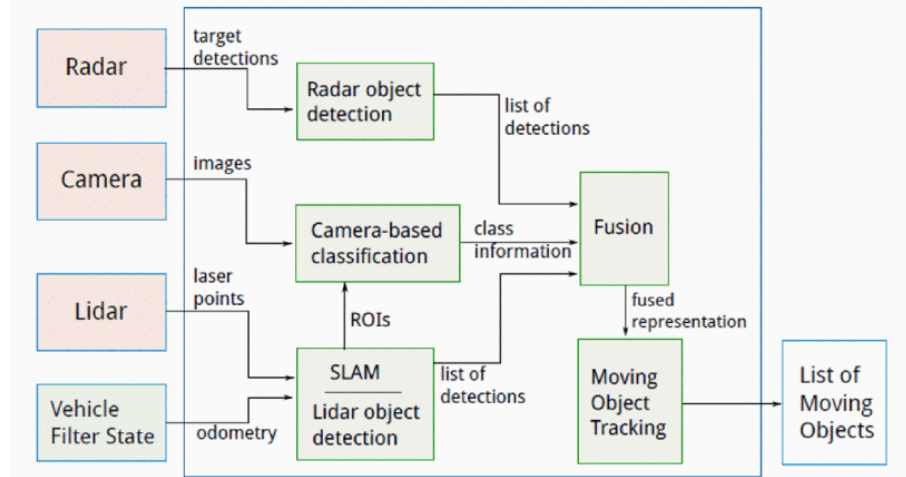 Radar
target
detections
Radar object
detection
list of
detections
Camera
images
Camera-based
classification
class
information
Fusion
Lidar
laser
points
ROIs
fused
representation
Vehicle
Filter State
odometry
SLAM
Lidar object
detection
list of
detections
Moving
Object
Tracking
List of
Moving
Objects